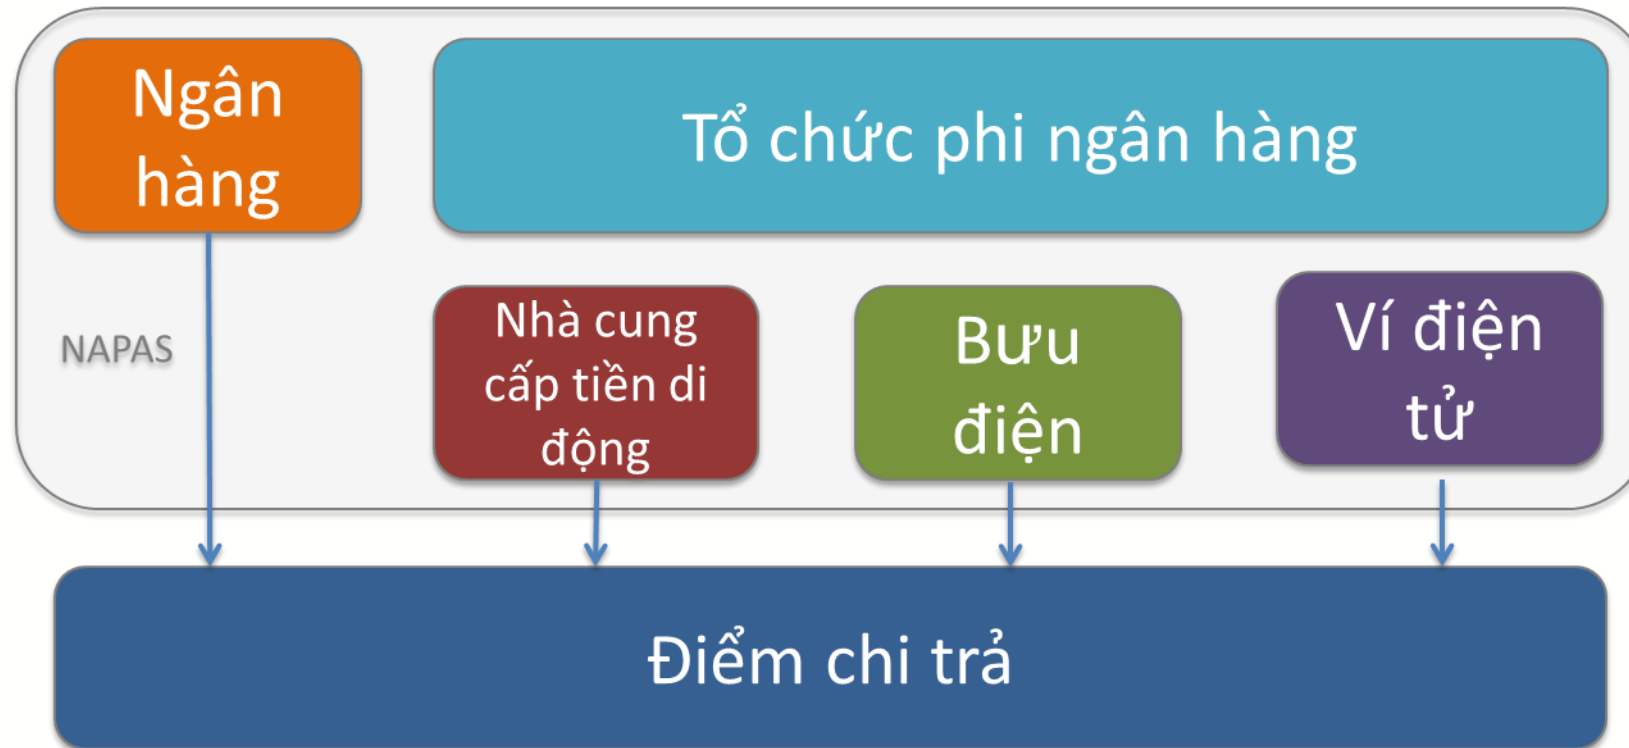 Ngân
hàng
Tổ chức phi ngân hàng
NAPAS
Nhà cung
cấp tiền di
động
Bưu
điện
Ví điện
tử
Điểm chi trả